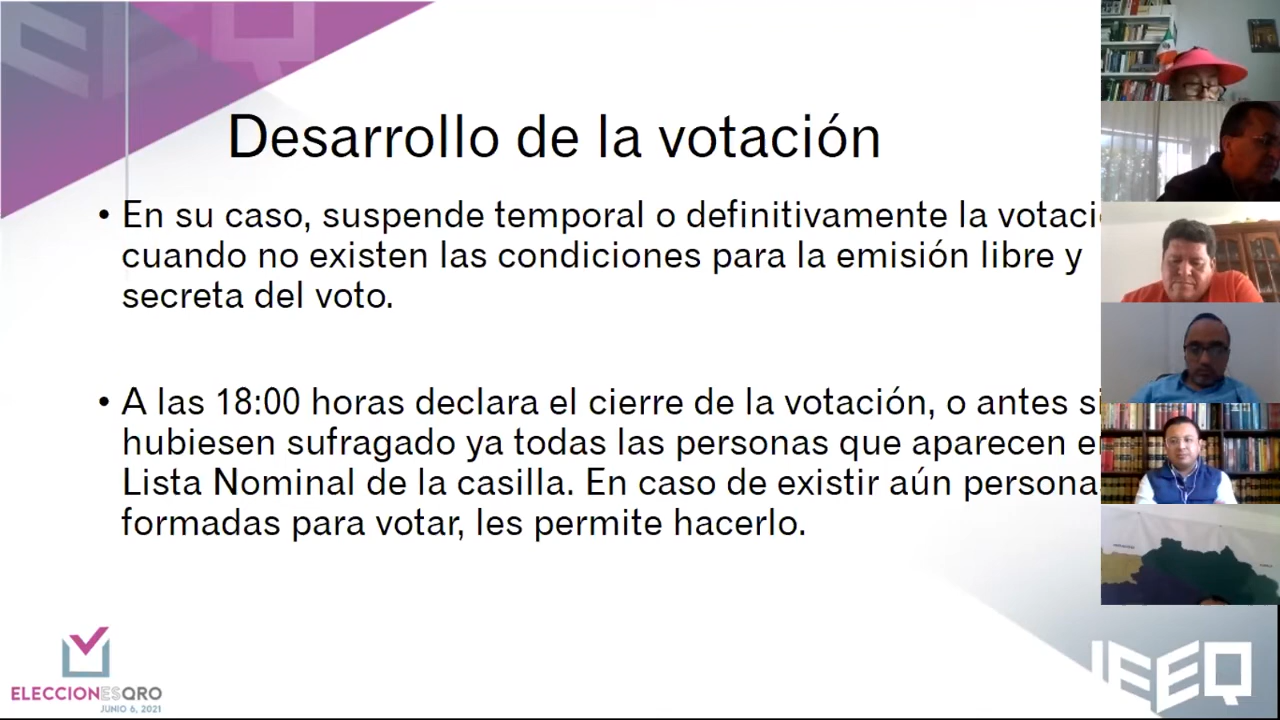 Desarrollo de la votación
• En su caso, suspende temporal o definitivamente la votaci
cuando no existen las condiciones para la emisión libre y
secreta del voto.
• A las 18:00 horas declara el cierre de la votación, o antes si
hubiesen sufragado ya todas las personas que aparecen e
Lista Nominal de la casilla. En caso de existir aún persona
formadas para votar, les permite hacerlo.
ELECCIONESQRO
JUNIO 6, 2021
IEEQ